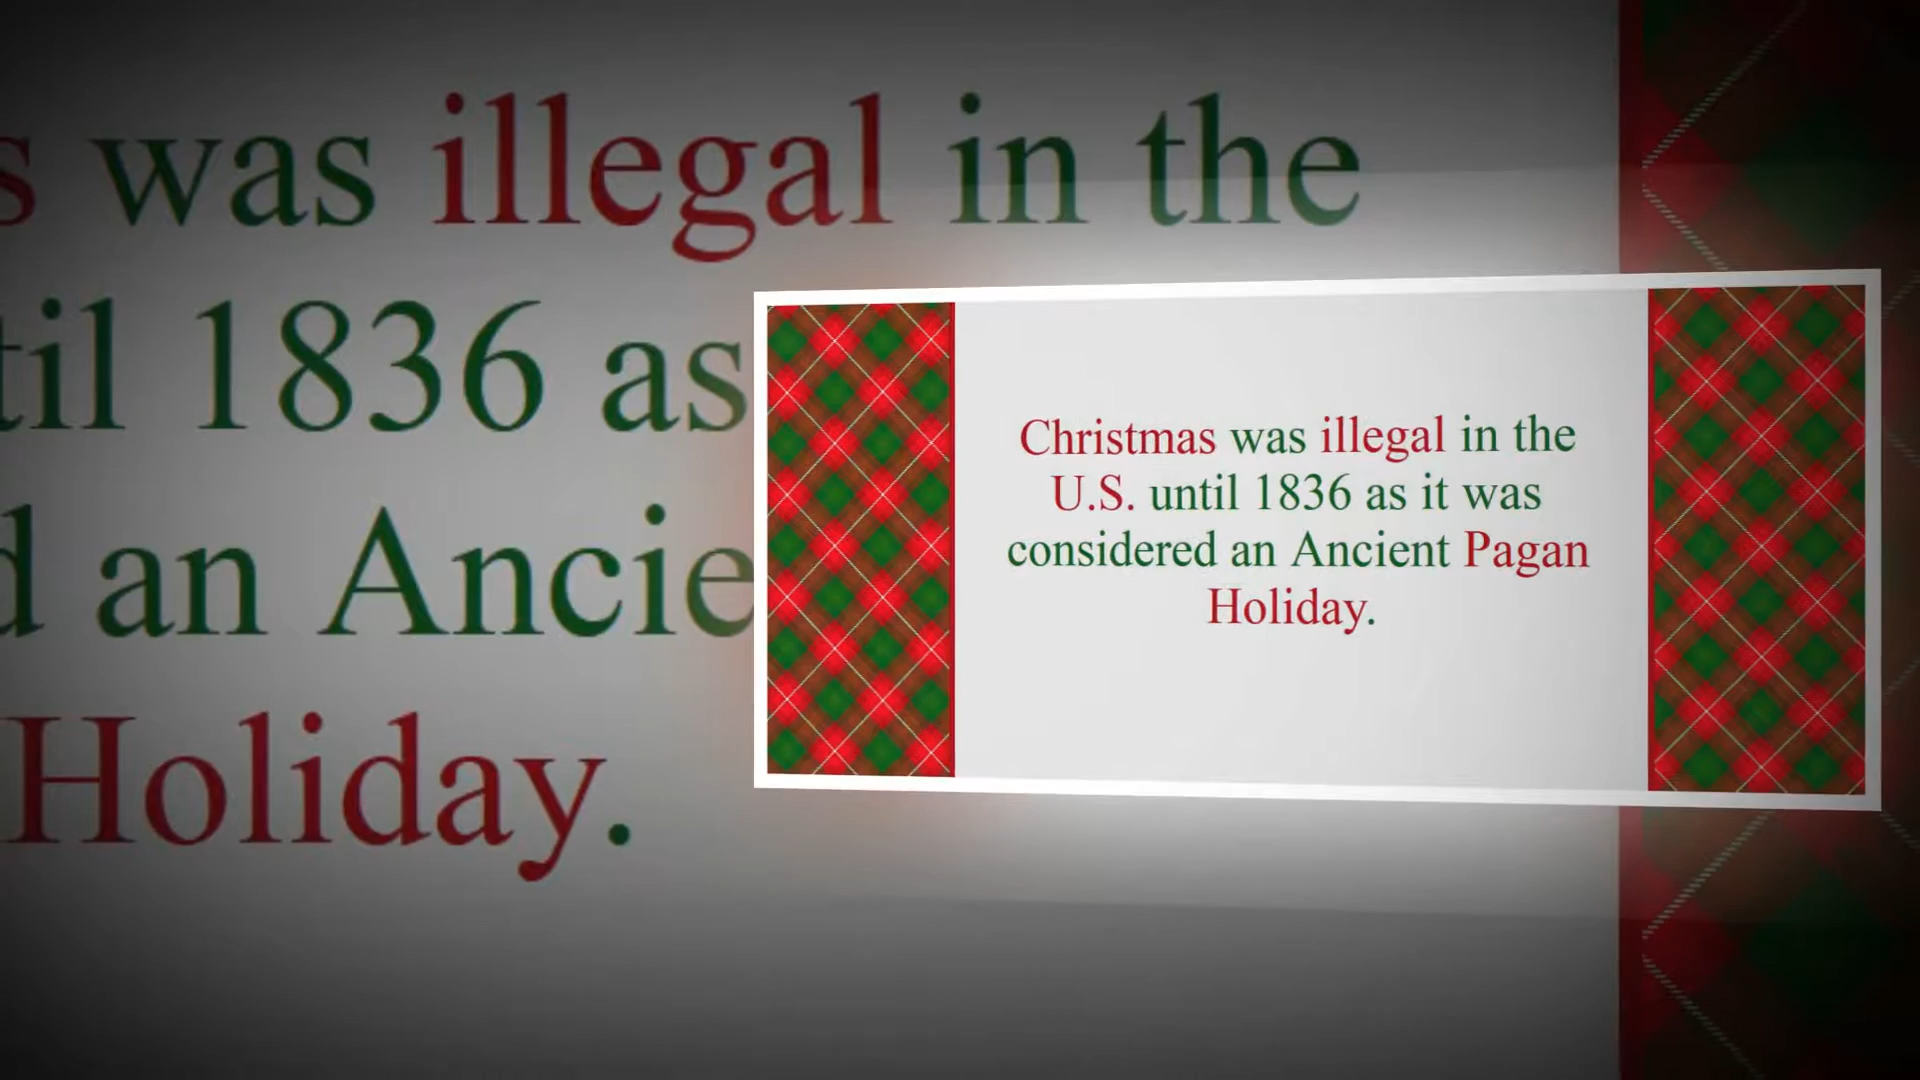 s was illegal in the
til 1836 as
d an Ancie
Holiday.
Christmas was illegal in the
U.S. until 1836 as it was
considered an Ancient Pagan
Holiday.